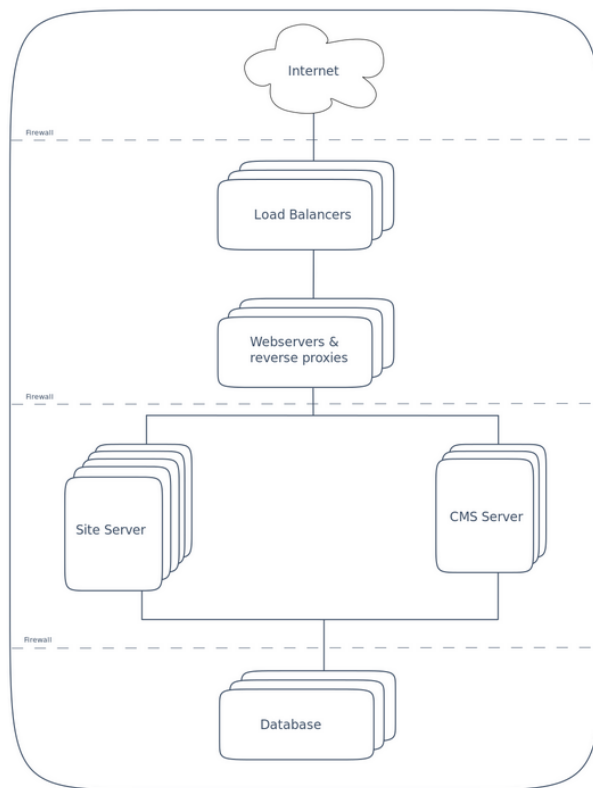 Internet
Firewall
Load Balancers
Webservers &
reverse proxies
Firewall
Site Server
CMS Server
Firewall
Database